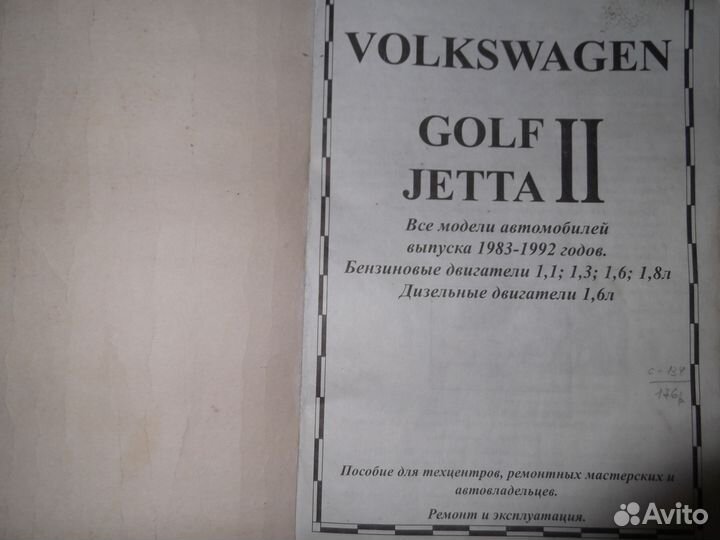 VOLKSWAGEN
GOLF II
JETTA
Все модели автомобилей
выпуска 1983-1992 годов.
Бензиновые двигатели 1,1; 1,3; 1,6; 1,8л
Дизельные двигатели 1,6л
Пособие для техцентров, ремонтных мастерских и
автовладельцев.
Ремонт и эксплуатация.
Avito